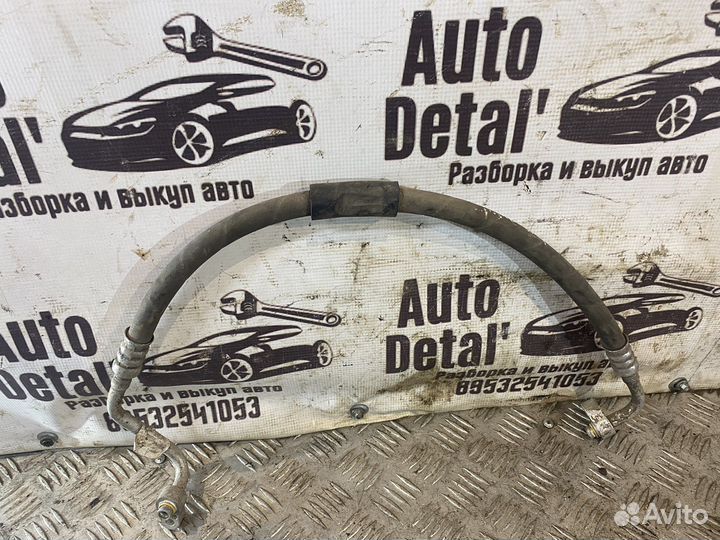 Auto
Detal'
Разборка и выкуп авто
Detal'
Разборка и выкуп авто
Auto
Detal'
Разборка и выкуп авто
89532541053
Auto
Detal'
Разборка и выкуп авто
89532541053
Avito